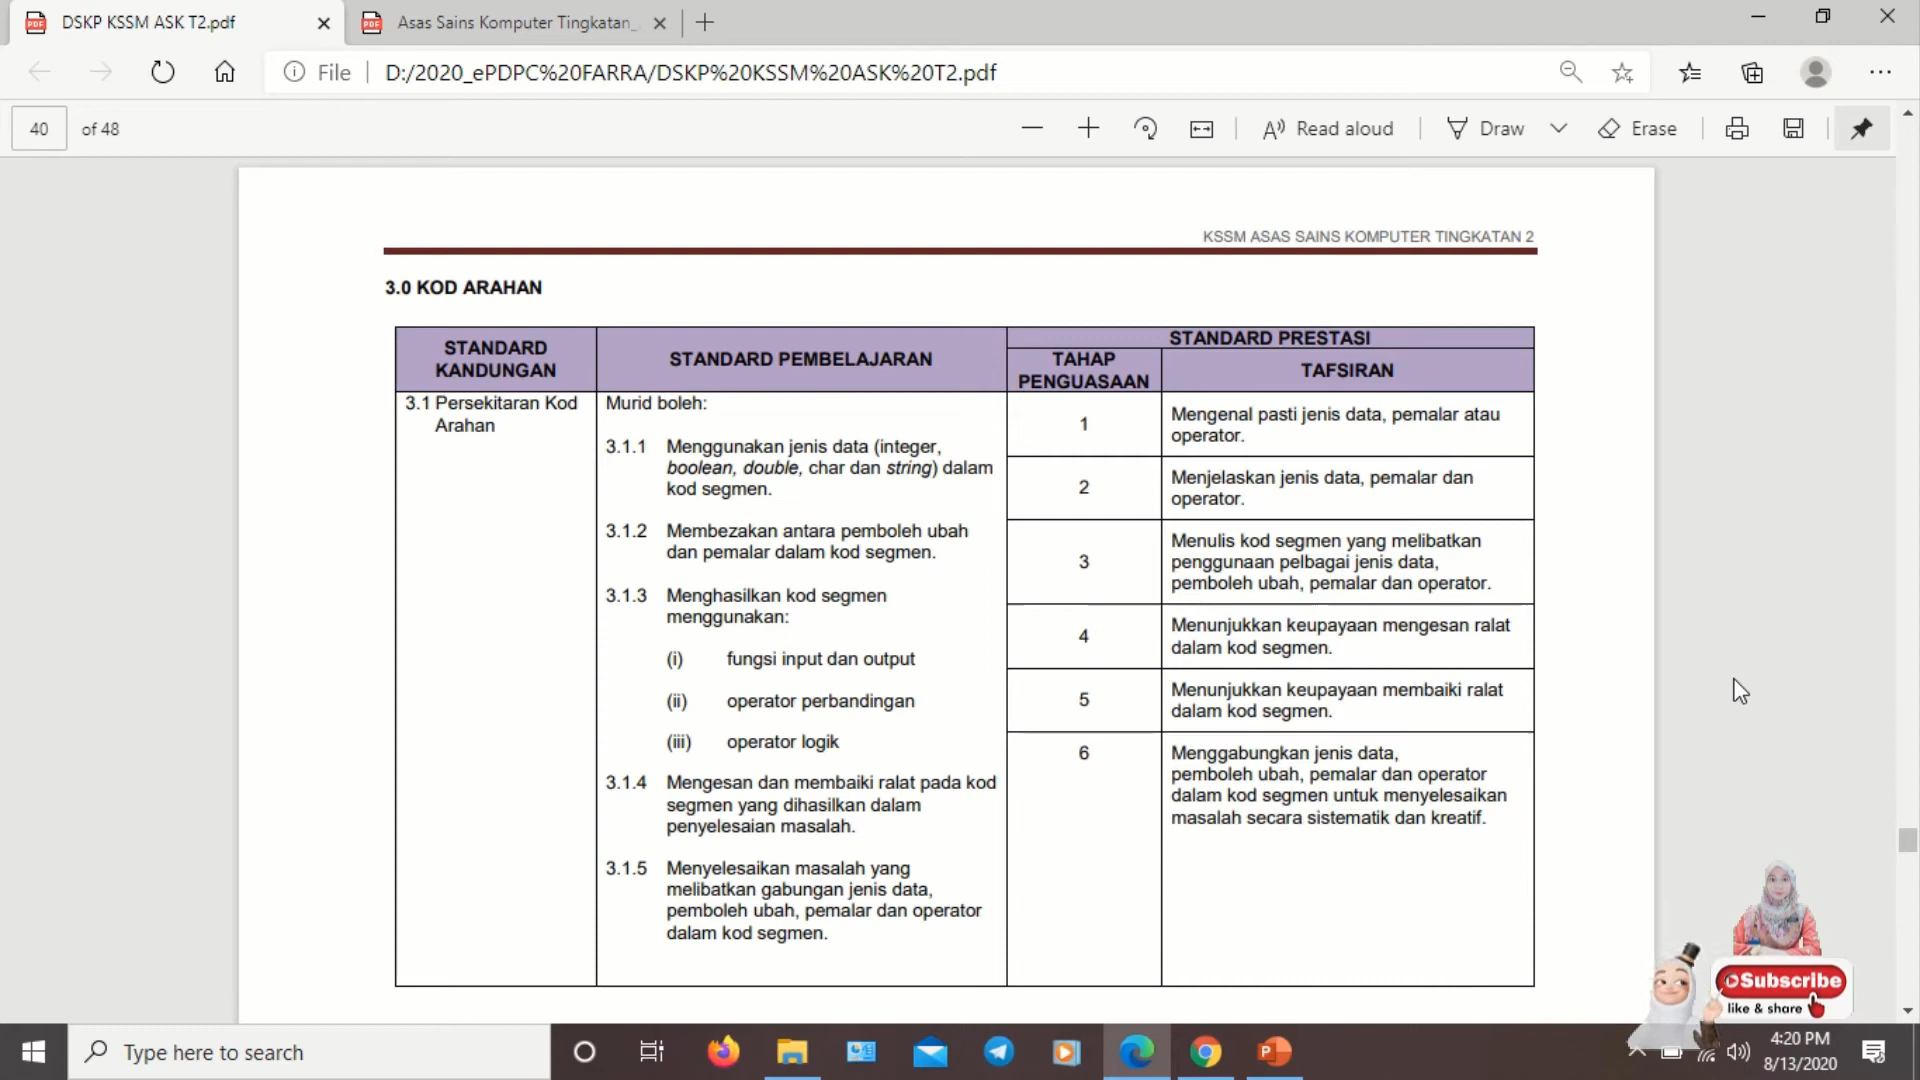 DSKP KSSM ASK T2.pdf
Asas Sains Komputer Tingkatan_
File
D:/2020_ePDPC%20FARRA/DSKP%20KSSM%20ASK%20T2.pdf
40 of 48
Read aloud
Draw
Erase
KSSM ASAS SAINS KOMPUTER TINGKATAN 2
3.0 KOD ARAHAN
STANDARD
KANDUNGAN
STANDARD PEMBELAJARAN
STANDARD PRESTASI
TAHAP
PENGUASAAN
TAFSIRAN
3.1 Persekitaran Kod
Arahan
Murid boleh:
3.1.1 Menggunakan jenis data (integer,
boolean, double, char dan string) dalam
kod segmen.
3.1.2 Membezakan antara pemboleh ubah
dan pemalar dalam kod segmen.
3.1.3 Menghasilkan kod segmen
menggunakan:
(i) fungsi input dan output
(ii) operator perbandingan
(iii) operator logik
3.1.4 Mengesan dan membaiki ralat pada kod
segmen yang dihasilkan dalam
penyelesaian masalah.
3.1.5 Menyelesaikan masalah yang
melibatkan gabungan jenis data,
pemboleh ubah, pemalar dan operator
dalam kod segmen.
1
Mengenal pasti jenis data, pemalar atau
operator.
2
Menjelaskan jenis data, pemalar dan
operator.
3
Menulis kod segmen yang melibatkan
penggunaan pelbagai jenis data,
pemboleh ubah, pemalar dan operator.
4
Menunjukkan keupayaan mengesan ralat
dalam kod segmen.
5
Menunjukkan keupayaan membaiki ralat
dalam kod segmen.
6
Menggabungkan jenis data,
pemboleh ubah, pemalar dan operator
dalam kod segmen untuk menyelesaikan
masalah secara sistematik dan kreatif.
Subscribe
like & share
Type here to search
4:20 PM
8/13/2020